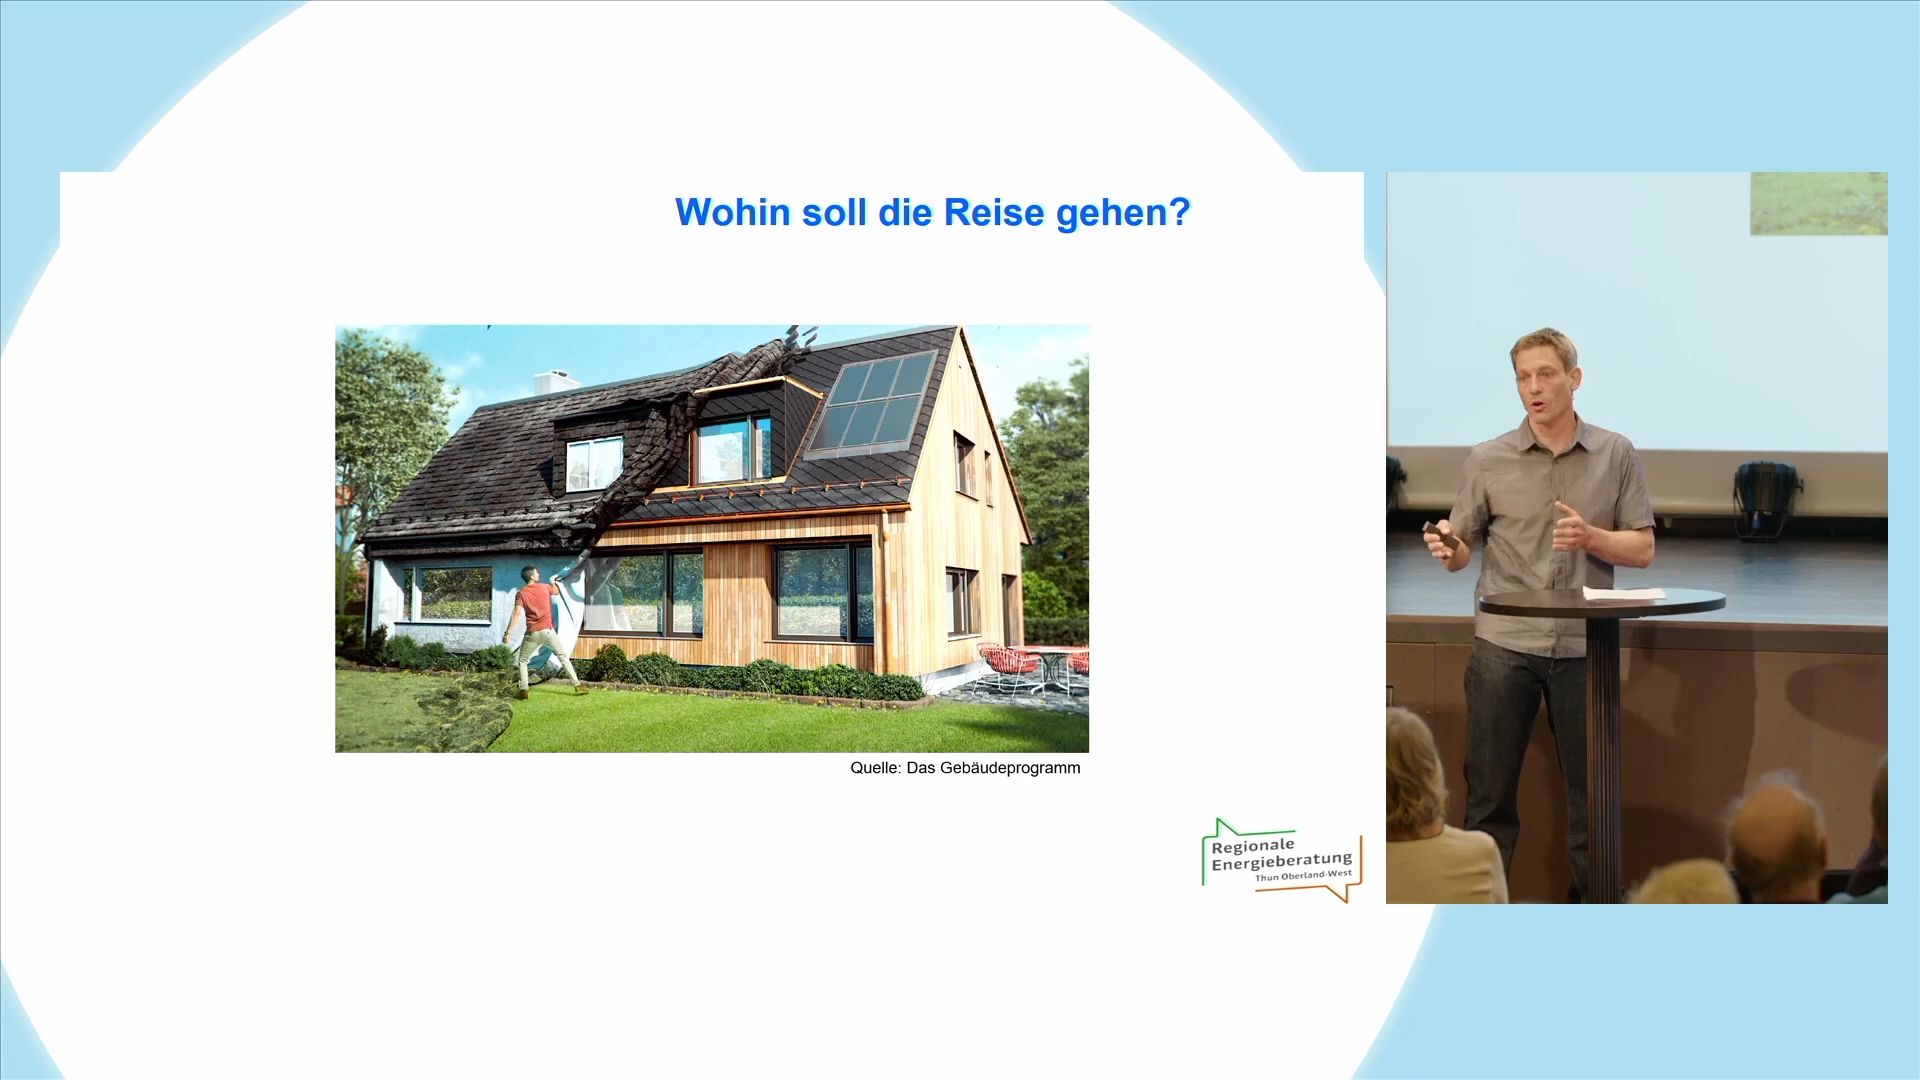 Wohin soll die Reise gehen?
Quelle: Das Gebäudeprogramm
Regionale
Energieberatung
Thun Oberland-West